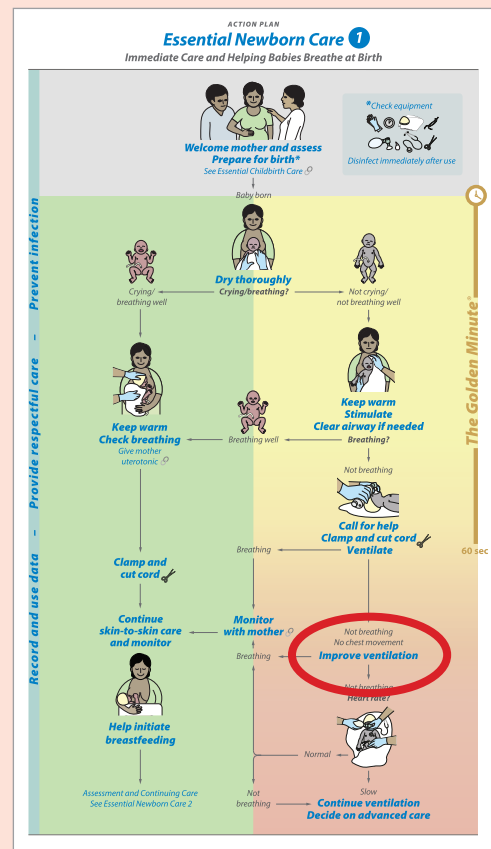 ACTION PLAN
Essential Newborn Care 1
Immediate Care and Helping Babies Breathe at Birth
*Check equipment
Disinfect immediately after use
Welcome mother and assess
Prepare for birth*
See Essential Childbirth Care
Baby born
Dry thoroughly
Crying/breathing?
Crying/
breathing well
Not crying/
not breathing well
Keep warm
Stimulate
Clear airway if needed
Breathing?
Breathing well
Keep warm
Check breathing
Give mother
uterotonic
Not breathing
Call for help
Clamp and cut cord
Ventilate
Breathing
Clamp and
cut cord
Continue
skin-to-skin care
and monitor
Monitor
with mother
Not breathing
No chest movement
Improve ventilation
Breathing
Not breathing
Heart rate?
Help initiate
breastfeeding
Normal
Slow
Assessment and Continuing Care
See Essential Newborn Care 2
Not
breathing
Continue ventilation
Decide on advanced care
Record and use data – Provide respectful care – Prevent infection
The Golden Minute®
60 sec